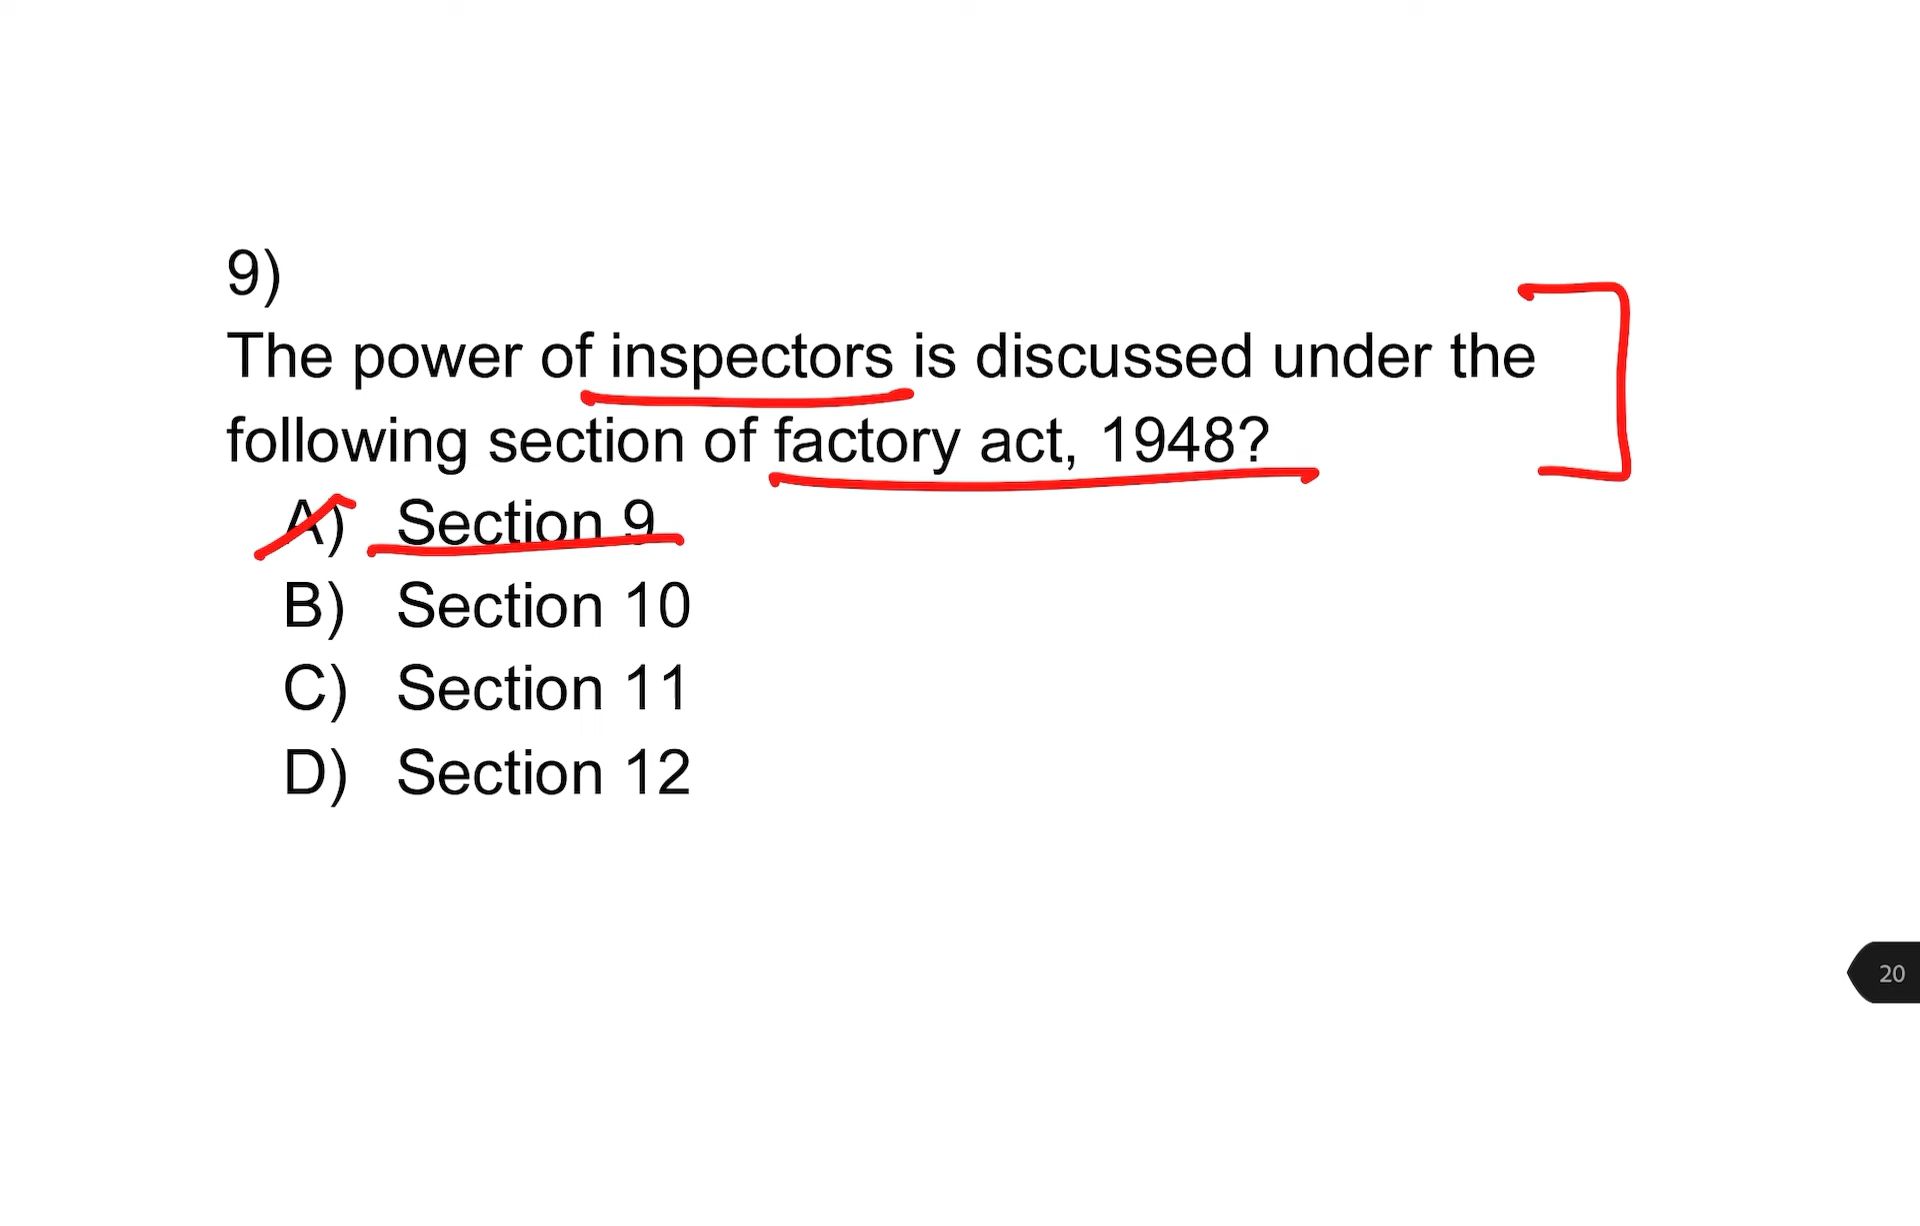 9)
The power of inspectors is discussed under the
following section of factory act, 1948?
A) Section 9
B) Section 10
C) Section 11
D) Section 12
20